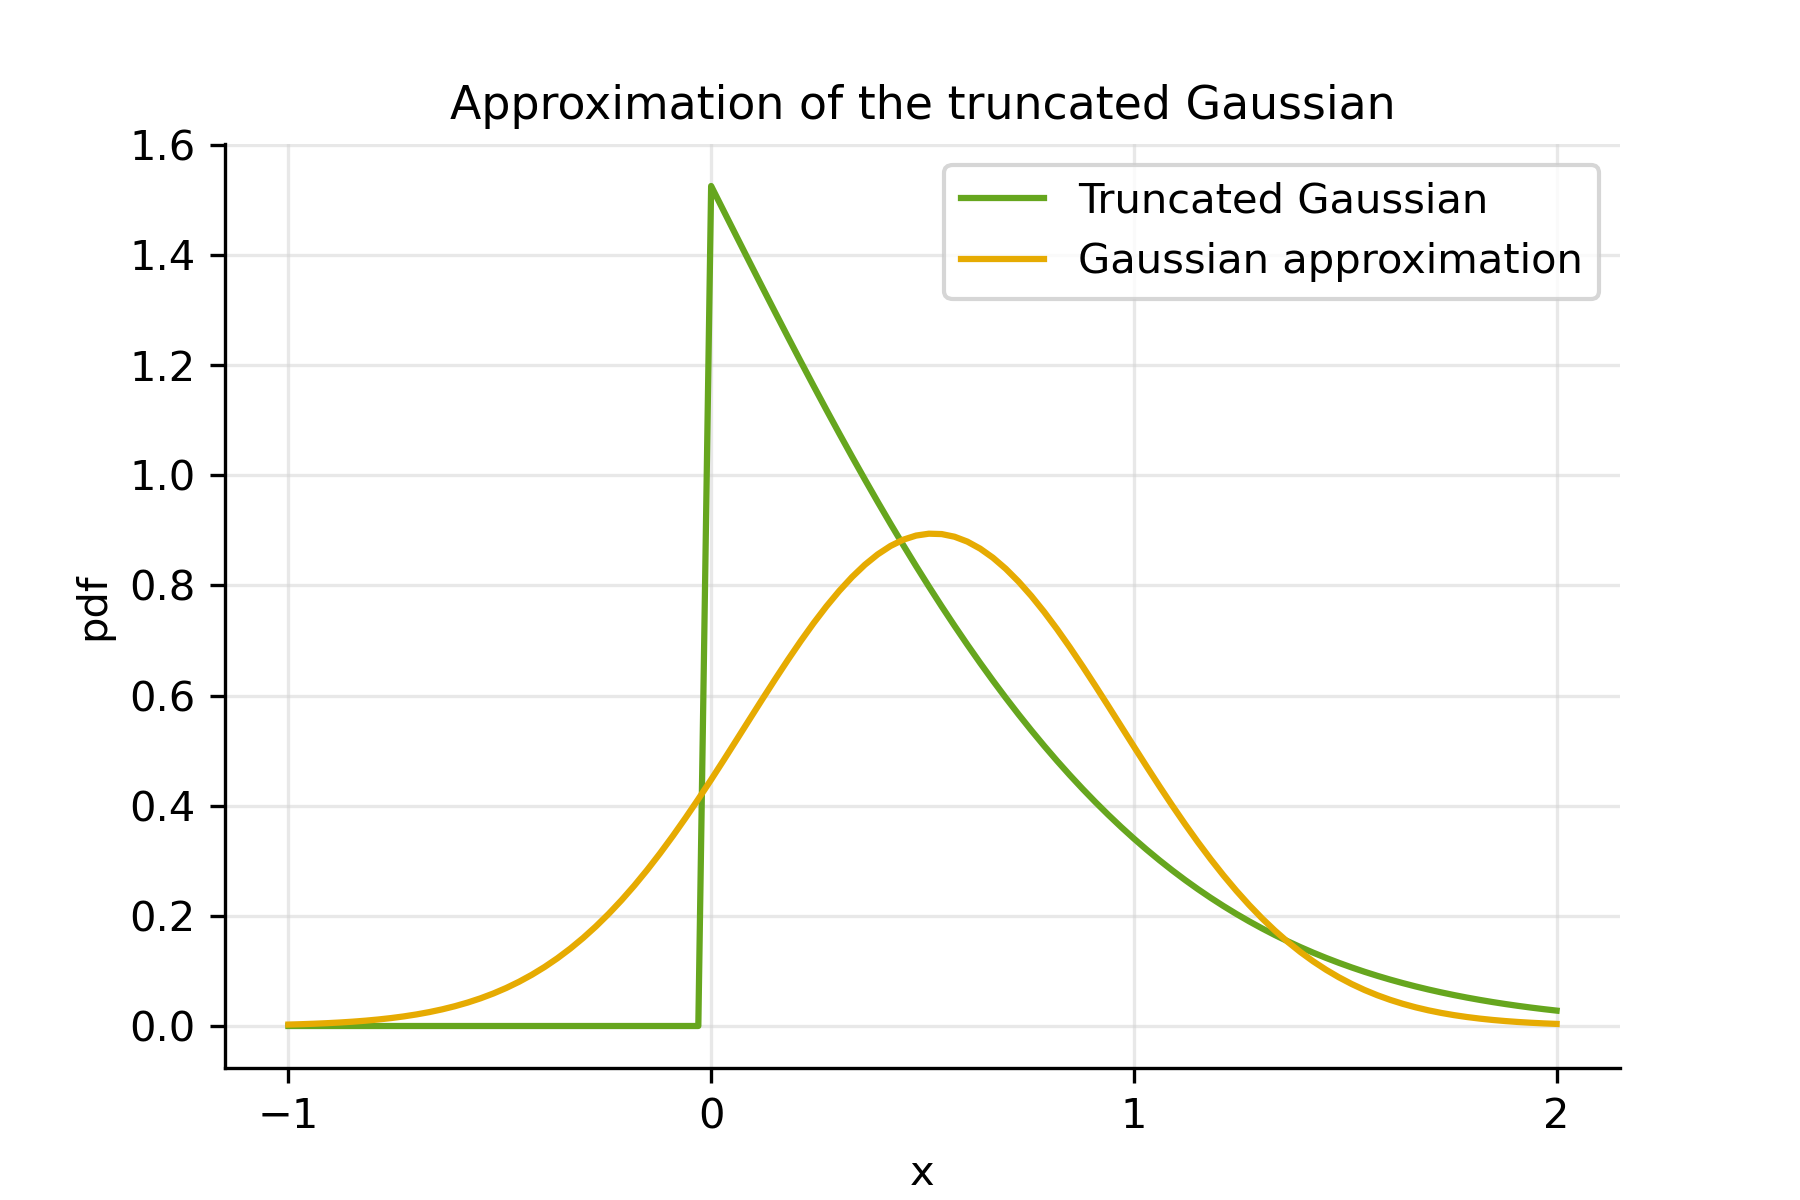 Approximation of the truncated Gaussian
1.6
1.4
1.2
1.0
0.8
0.6
0.4
0.2
0.0
pdf
Truncated Gaussian
Gaussian approximation
−1
0
1
2
x